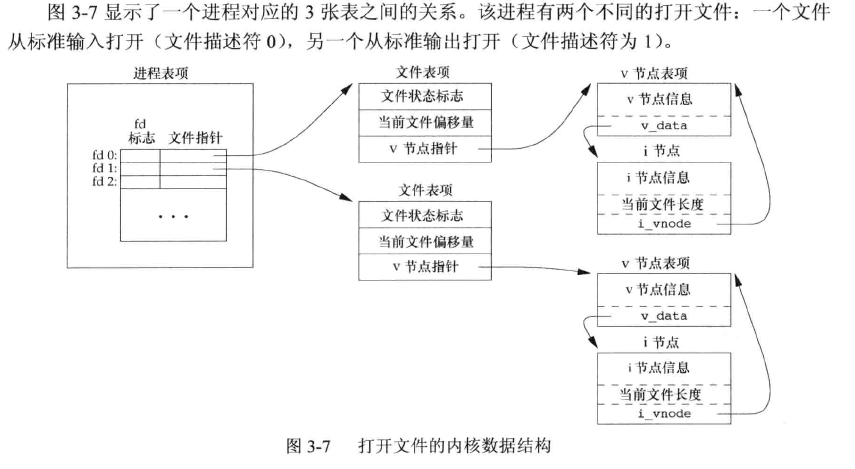 图 3-7 显示了一个进程对应的 3 张表之间的关系。该进程有两个不同的打开文件：一个文件
从标准输入打开（文件描述符 0），另一个从标准输出打开（文件描述符为 1）。
进程表项
fd
标志 文件指针
fd 0:
fd 1:
fd 2:
···
文件表项
文件状态标志
当前文件偏移量
v 节点指针
文件表项
文件状态标志
当前文件偏移量
v 节点指针
v 节点表项
v 节点信息
v_data
i 节点
i 节点信息
当前文件长度
i_vnode
v 节点表项
v 节点信息
v_data
i 节点
i 节点信息
当前文件长度
i_vnode
图 3-7 打开文件的内核数据结构